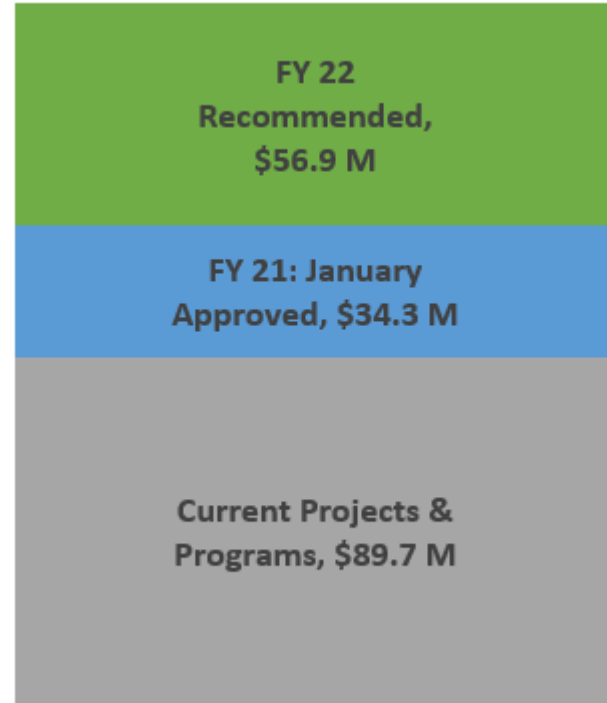 FY 22
Recommended,
$56.9 M
FY 21: January
Approved, $34.3 M
Current Projects &
Programs, $89.7 M